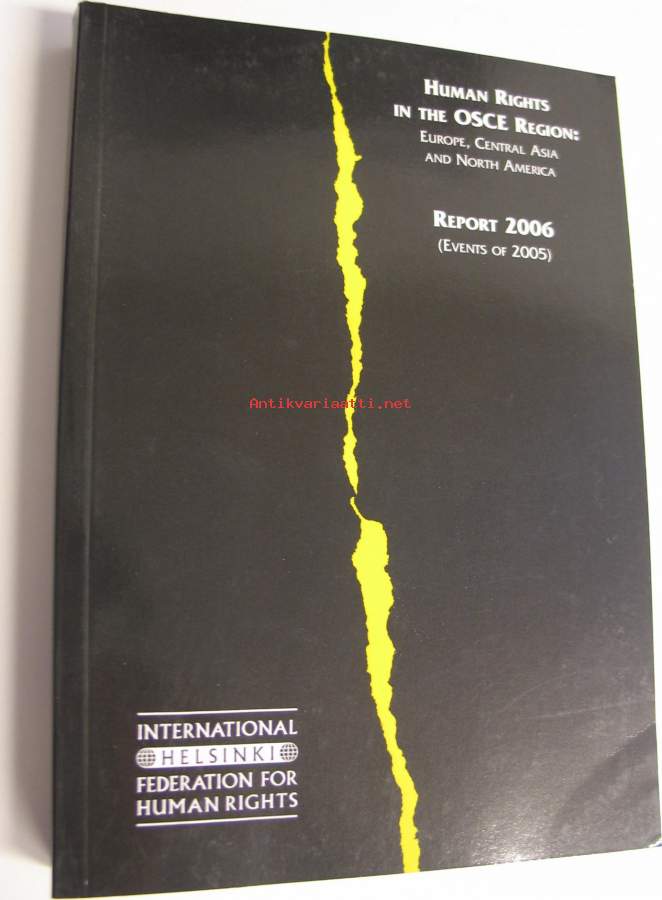 HUMAN RIGHTS
IN THE OSCE REGION:
EUROPE, CENTRAL ASIA
AND NORTH AMERICA
REPORT 2006
(EVENTS OF 2005)
Antikvariaatti.net
INTERNATIONAL
HELSINKI
FEDERATION FOR
HUMAN RIGHTS